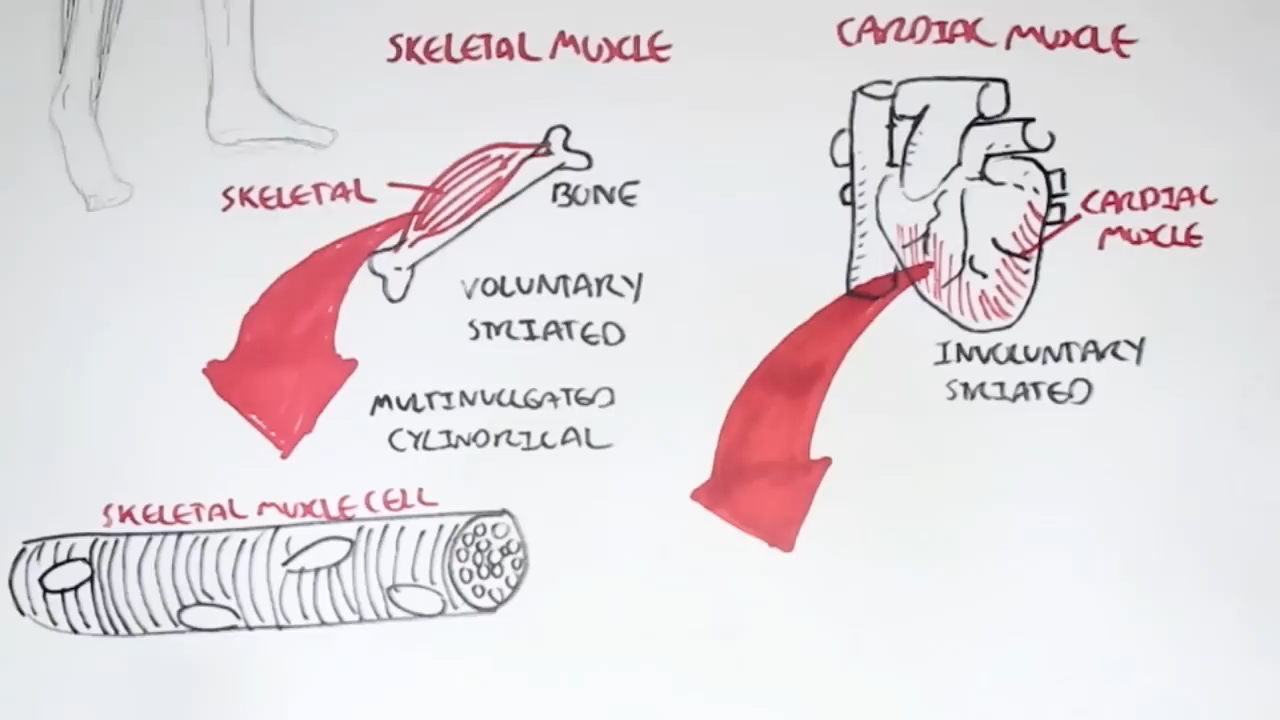 SKELETAL MUSCLE
SKELETAL
BONE
VOLUNTARY
STRIATED
MULTINUCLEATED
CYLINDRICAL
SKELETAL MUSCLE CELL
CARDIAC MUSCLE
CARDIAC
MUSCLE
INVOLUNTARY
STRIATED